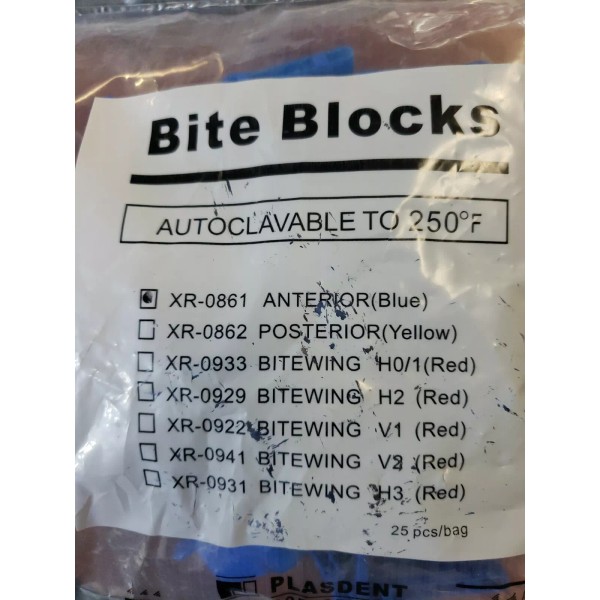 Bite Blocks
AUTOCLAVABLE TO 250°F
XR-0861 ANTERIOR(Blue)
XR-0862 POSTERIOR(Yellow)
XR-0933 BITEWING H0/1(Red)
XR-0929 BITEWING H2 (Red)
XR-0922 BITEWING V1 (Red)
XR-0941 BITEWING V2 (Red)
XR-0931 BITEWING H3 (Red)
25 pcs/bag
PLASDENT